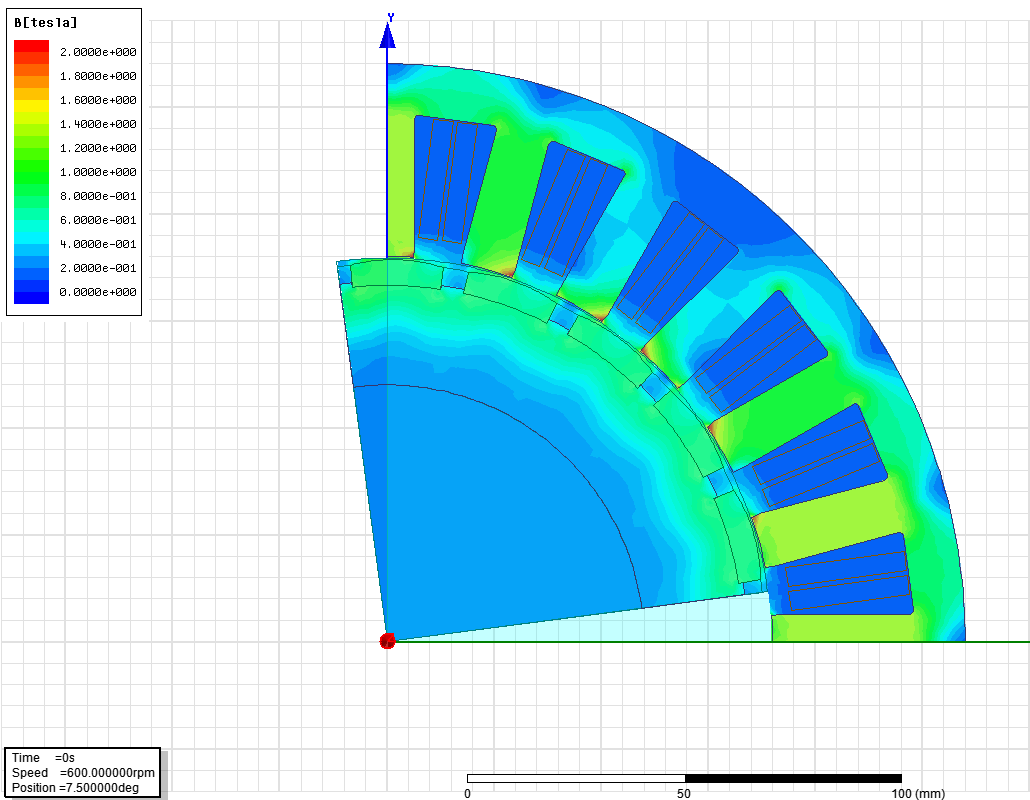 Y
B[tesla]
2.0000e+000
1.8000e+000
1.6000e+000
1.4000e+000
1.2000e+000
1.0000e+000
8.0000e-001
6.0000e-001
4.0000e-001
2.0000e-001
0.0000e+000
Time =0s
Speed =600.000000rpm
Position =7.500000deg
0 50 100 (mm)